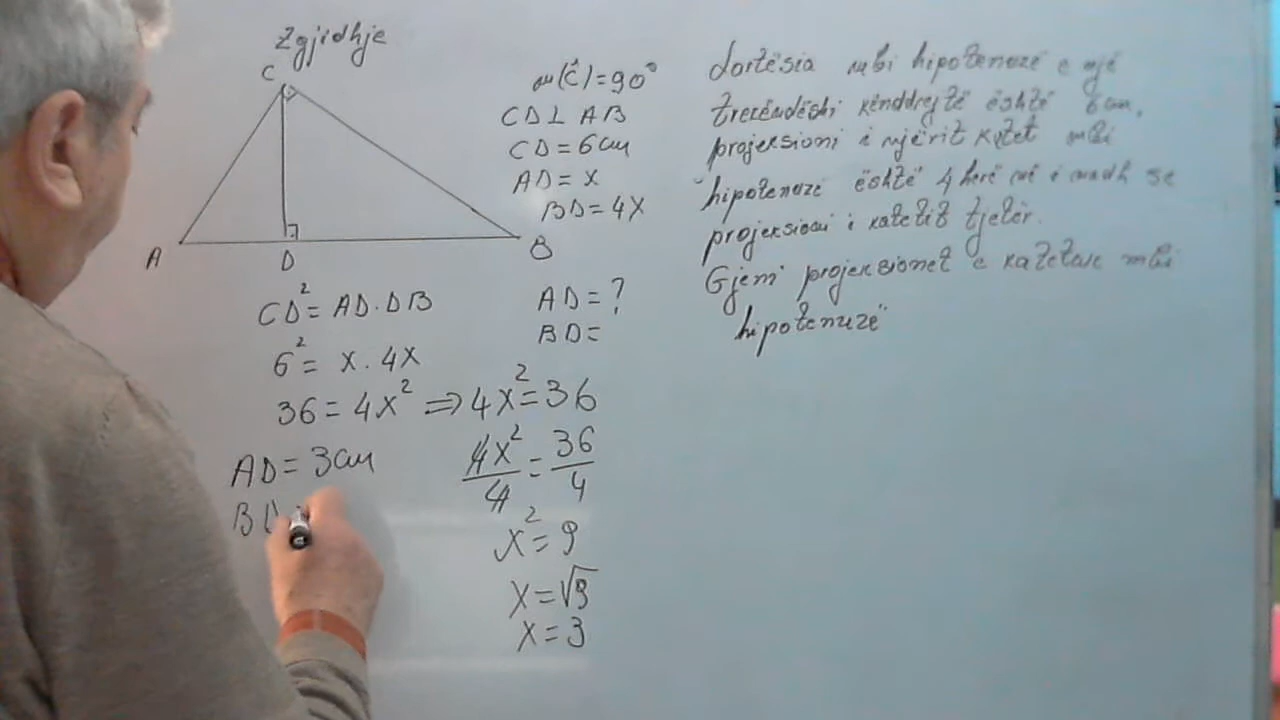 Zgjidhje
C
A
D
B
m(Ĉ)=90°
CD⊥AB
CD=6cm
AD=x
BD=4x
AD=?
BD=
CD²=AD·DB
6²=x·4x
36=4x²⇒4x²=36
4x²/4=36/4
x²=9
x=√9
x=3
AD=3cm
BD
Lartësia mbi hipotenuzë e një
trekëndëshi kënddrejtë është 6cm.
projeksioni i njërit katet mbi
hipotenuzë është 4 herë më i madh se
projeksioni i katetit tjetër.
Gjeni projeksionet e kateteve mbi
hipotenuzë